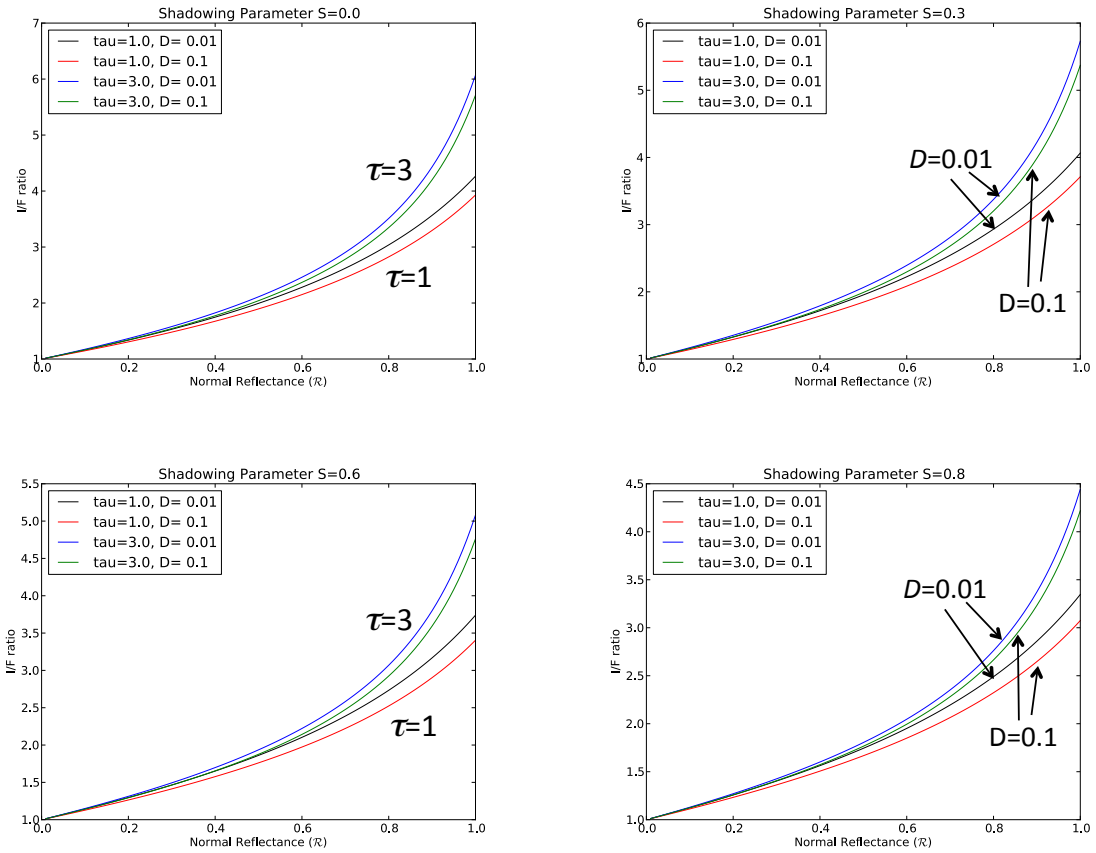 Shadowing Parameter S=0.0
7
6
5
4
3
2
1
I/F ratio
tau=1.0, D= 0.01
tau=1.0, D= 0.1
tau=3.0, D= 0.01
tau=3.0, D= 0.1
τ=3
τ=1
0.0 0.2 0.4 0.6 0.8 1.0
Normal Reflectance (ℛ)
Shadowing Parameter S=0.3
6
5
4
3
2
1
I/F ratio
tau=1.0, D= 0.01
tau=1.0, D= 0.1
tau=3.0, D= 0.01
tau=3.0, D= 0.1
D=0.01
D=0.1
0.0 0.2 0.4 0.6 0.8 1.0
Normal Reflectance (ℛ)
Shadowing Parameter S=0.6
5.5
5.0
4.5
4.0
3.5
3.0
2.5
2.0
1.5
1.0
I/F ratio
tau=1.0, D= 0.01
tau=1.0, D= 0.1
tau=3.0, D= 0.01
tau=3.0, D= 0.1
τ=3
τ=1
0.0 0.2 0.4 0.6 0.8 1.0
Normal Reflectance (ℛ)
Shadowing Parameter S=0.8
4.5
4.0
3.5
3.0
2.5
2.0
1.5
1.0
I/F ratio
tau=1.0, D= 0.01
tau=1.0, D= 0.1
tau=3.0, D= 0.01
tau=3.0, D= 0.1
D=0.01
D=0.1
0.0 0.2 0.4 0.6 0.8 1.0
Normal Reflectance (ℛ)